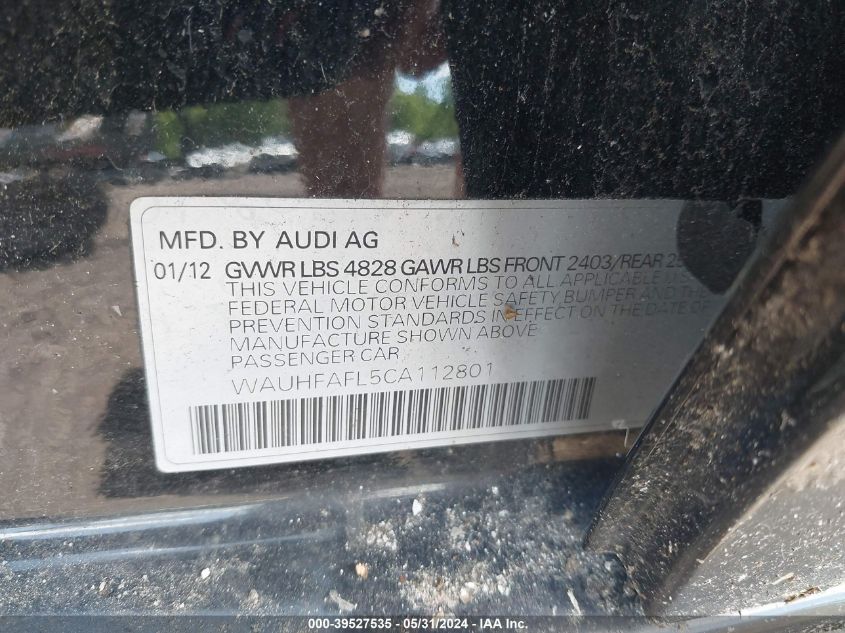 MFD. BY AUDI AG
01/12 GVWR LBS 4828 GAWR LBS FRONT 2403/REAR
THIS VEHICLE CONFORMS TO ALL APPLICABLE
FEDERAL MOTOR VEHICLE SAFETY, BUMPER AND THE
PREVENTION STANDARDS IN EFFECT ON THE DATE OF
MANUFACTURE SHOWN ABOVE
PASSENGER CAR
WAUHFAFL5CA112801
000-39527535 - 05/31/2024 - IAA Inc.